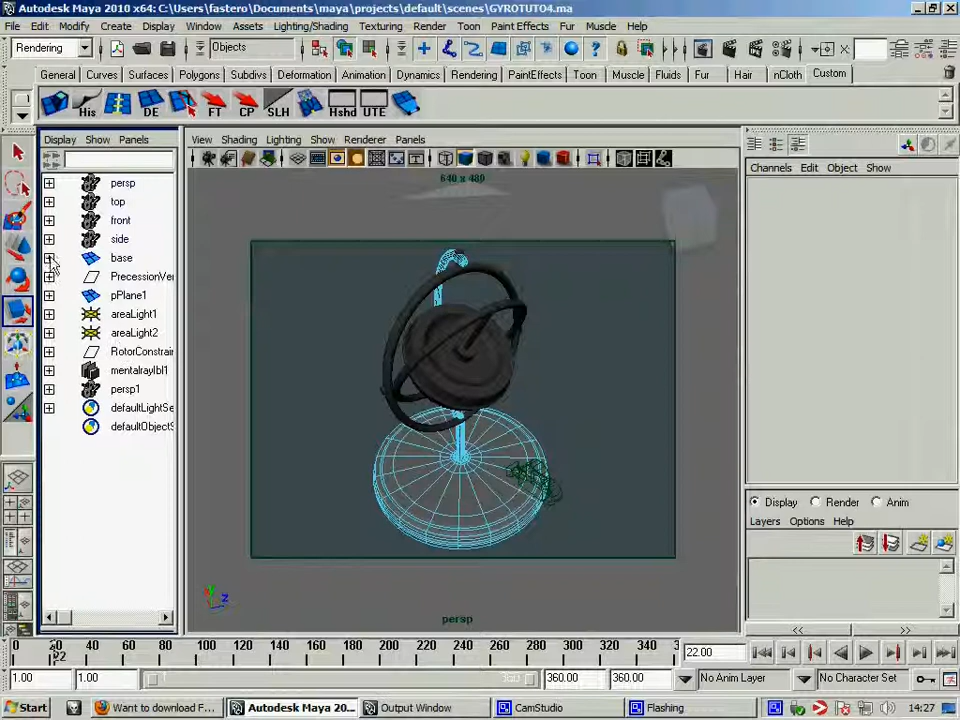 Autodesk Maya 2010 x64: C:\Users\fastero\Documents\maya\projects\default\scenes\GYROTUTO4.ma
File Edit Modify Create Display Window Assets Lighting/Shading Texturing Render Toon Paint Effects Fur Muscle Help
Rendering Objects X:
General Curves Surfaces Polygons Subdivs Deformation Animation Dynamics Rendering PaintEffects Toon Muscle Fluids Fur Hair nCloth Custom
His DE FT CP SLH Hshd UTE
Display Show Panels
View Shading Lighting Show Renderer Panels
640 x 480
persp
top
front
side
base
PrecessionVe
pPlane1
areaLight1
areaLight2
RotorConstrai
mentalrayIbl1
persp1
defaultLightSe
defaultObjectS
persp
Channels Edit Object Show
Display Render Anim
Layers Options Help
0 20 40 60 80 100 120 140 160 180 200 220 240 260 280 300 320 340
22
22.00
1.00 1.00 360.00 360.00 No Anim Layer No Character Set
Start Want to download F... Autodesk Maya 20... Output Window CamStudio Flashing 14:27